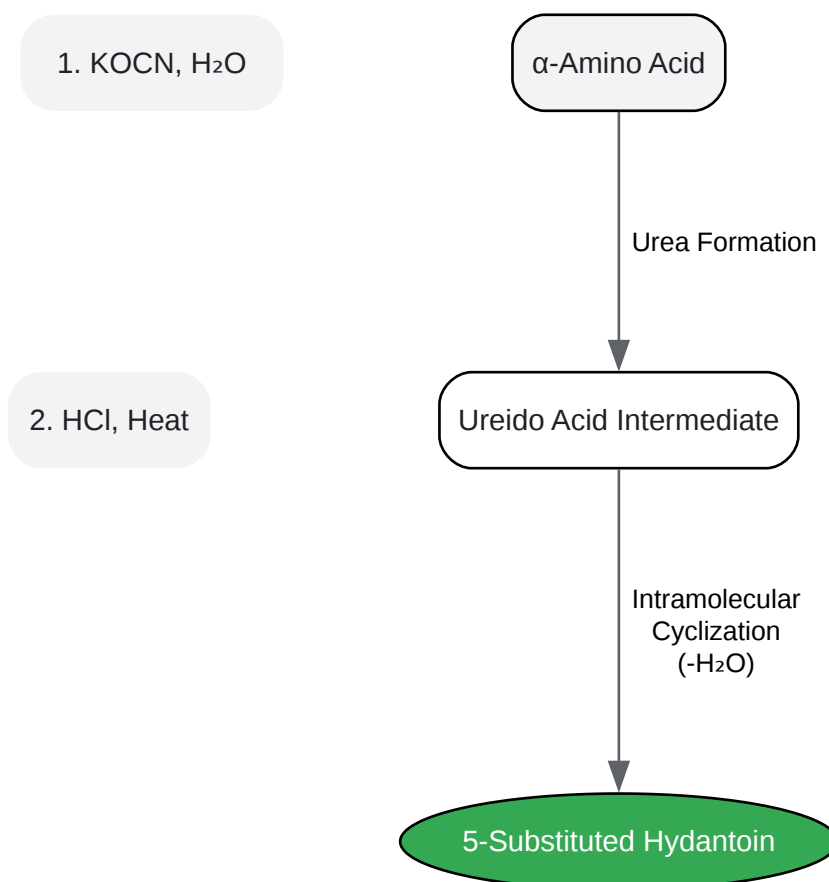 1. KOCN, H₂O
α-Amino Acid
Urea Formation
2. HCl, Heat
Ureido Acid Intermediate
Intramolecular
Cyclization
(-H₂O)
5-Substituted Hydantoin